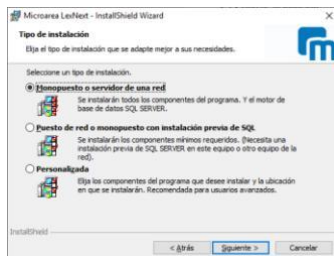 Microarea LexNext - InstallShield Wizard
Tipo de instalación
Elija el tipo de instalación que se adapte mejor a sus necesidades.
Seleccione un tipo de instalación.
Monopuesto o servidor de una red
Se instalarán todos los componentes del programa. Y el motor de
base de datos SQL SERVER.
Puesto de red o monopuesto con instalación previa de SQL
Se instalarán los componentes mínimos requeridos. (Necesita una
instalación previa de SQL SERVER en este equipo o otro equipo de la
red).
Personalizada
Elija los componentes del programa que desee instalar y la ubicación
en que se instalarán. Recomendada para usuarios avanzados.
InstallShield
< Atrás
Siguiente >
Cancelar